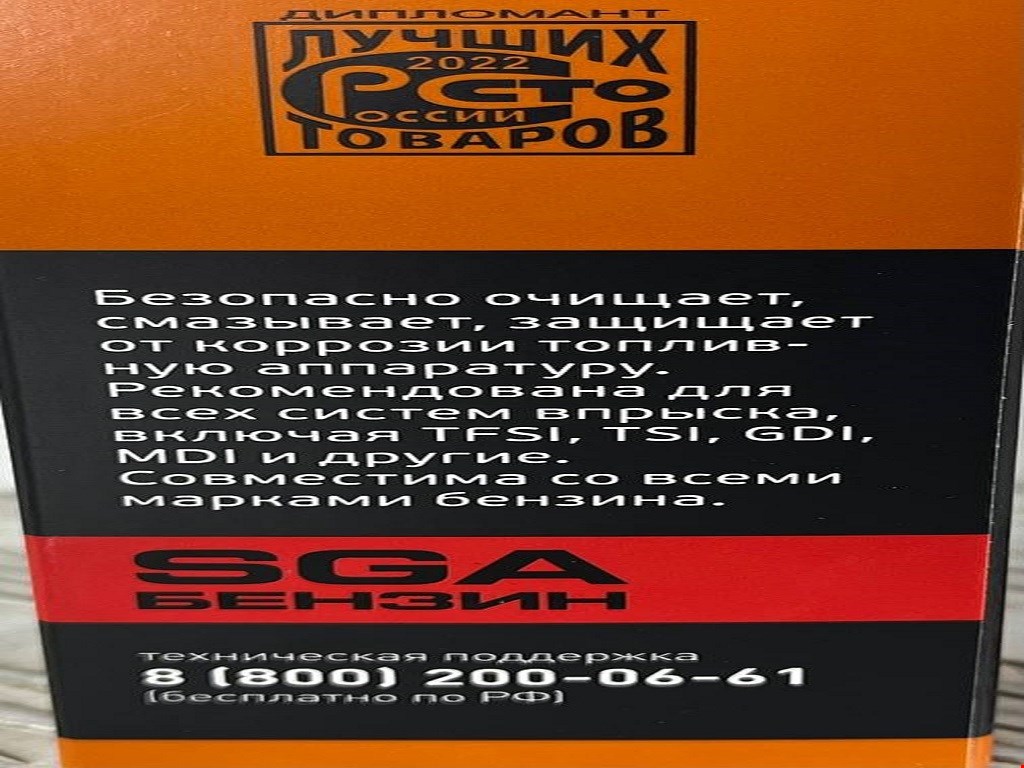 ДИПЛОМАНТ
ЛУЧШИХ
2022
СТО
РОССИИ
ТОВАРОВ
Безопасно очищает,
смазывает, защищает
от коррозии топлив-
ную аппаратуру.
Рекомендована для
всех систем впрыска,
включая TFSI, TSI, GDI,
MDI и другие.
Совместима со всеми
марками бензина.
SGA
БЕНЗИН
техническая поддержка
8 (800) 200-06-61
(бесплатно по РФ)